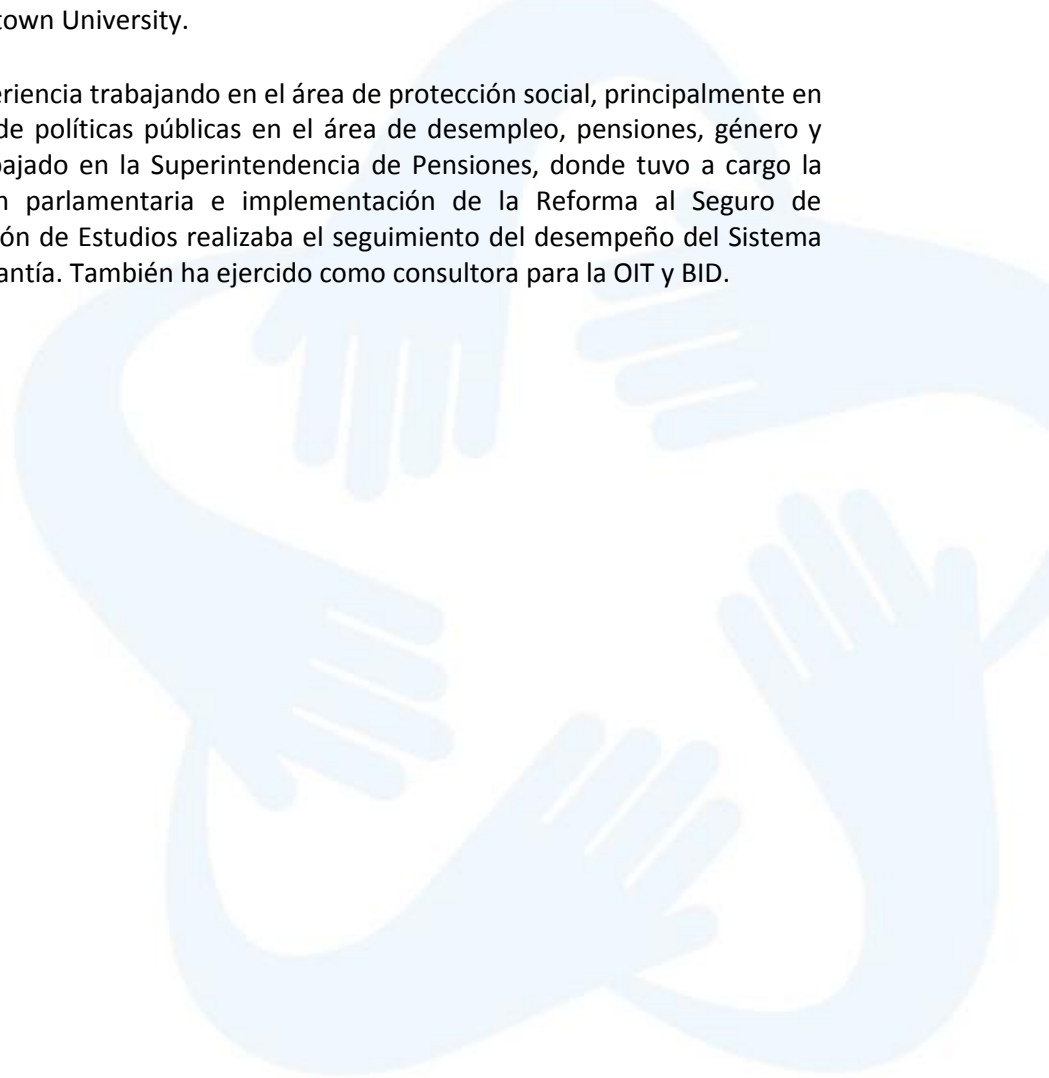 town University.
eriencia trabajando en el área de protección social, principalmente en
de políticas públicas en el área de desempleo, pensiones, género y
bajado en la Superintendencia de Pensiones, donde tuvo a cargo la
n parlamentaria e implementación de la Reforma al Seguro de
ión de Estudios realizaba el seguimiento del desempeño del Sistema
antía. También ha ejercido como consultora para la OIT y BID.